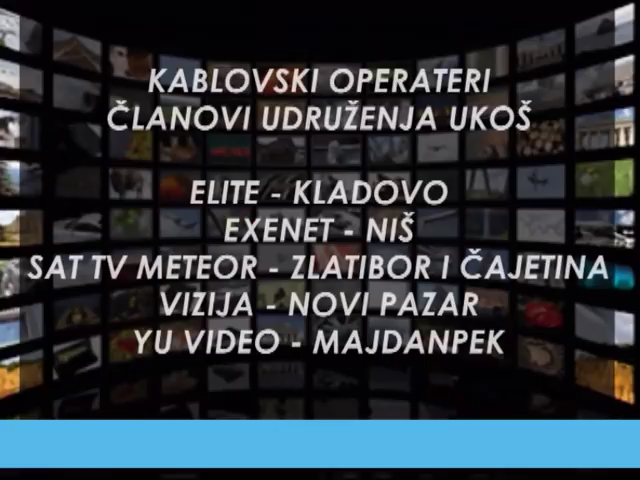 KABLOVSKI OPERATERI
ČLANOVI UDRUŽENJA UKOŠ
ELITE - KLADOVO
EXENET - NIŠ
SAT TV METEOR - ZLATIBOR I ČAJETINA
VIZIJA - NOVI PAZAR
YU VIDEO - MAJDANPEK